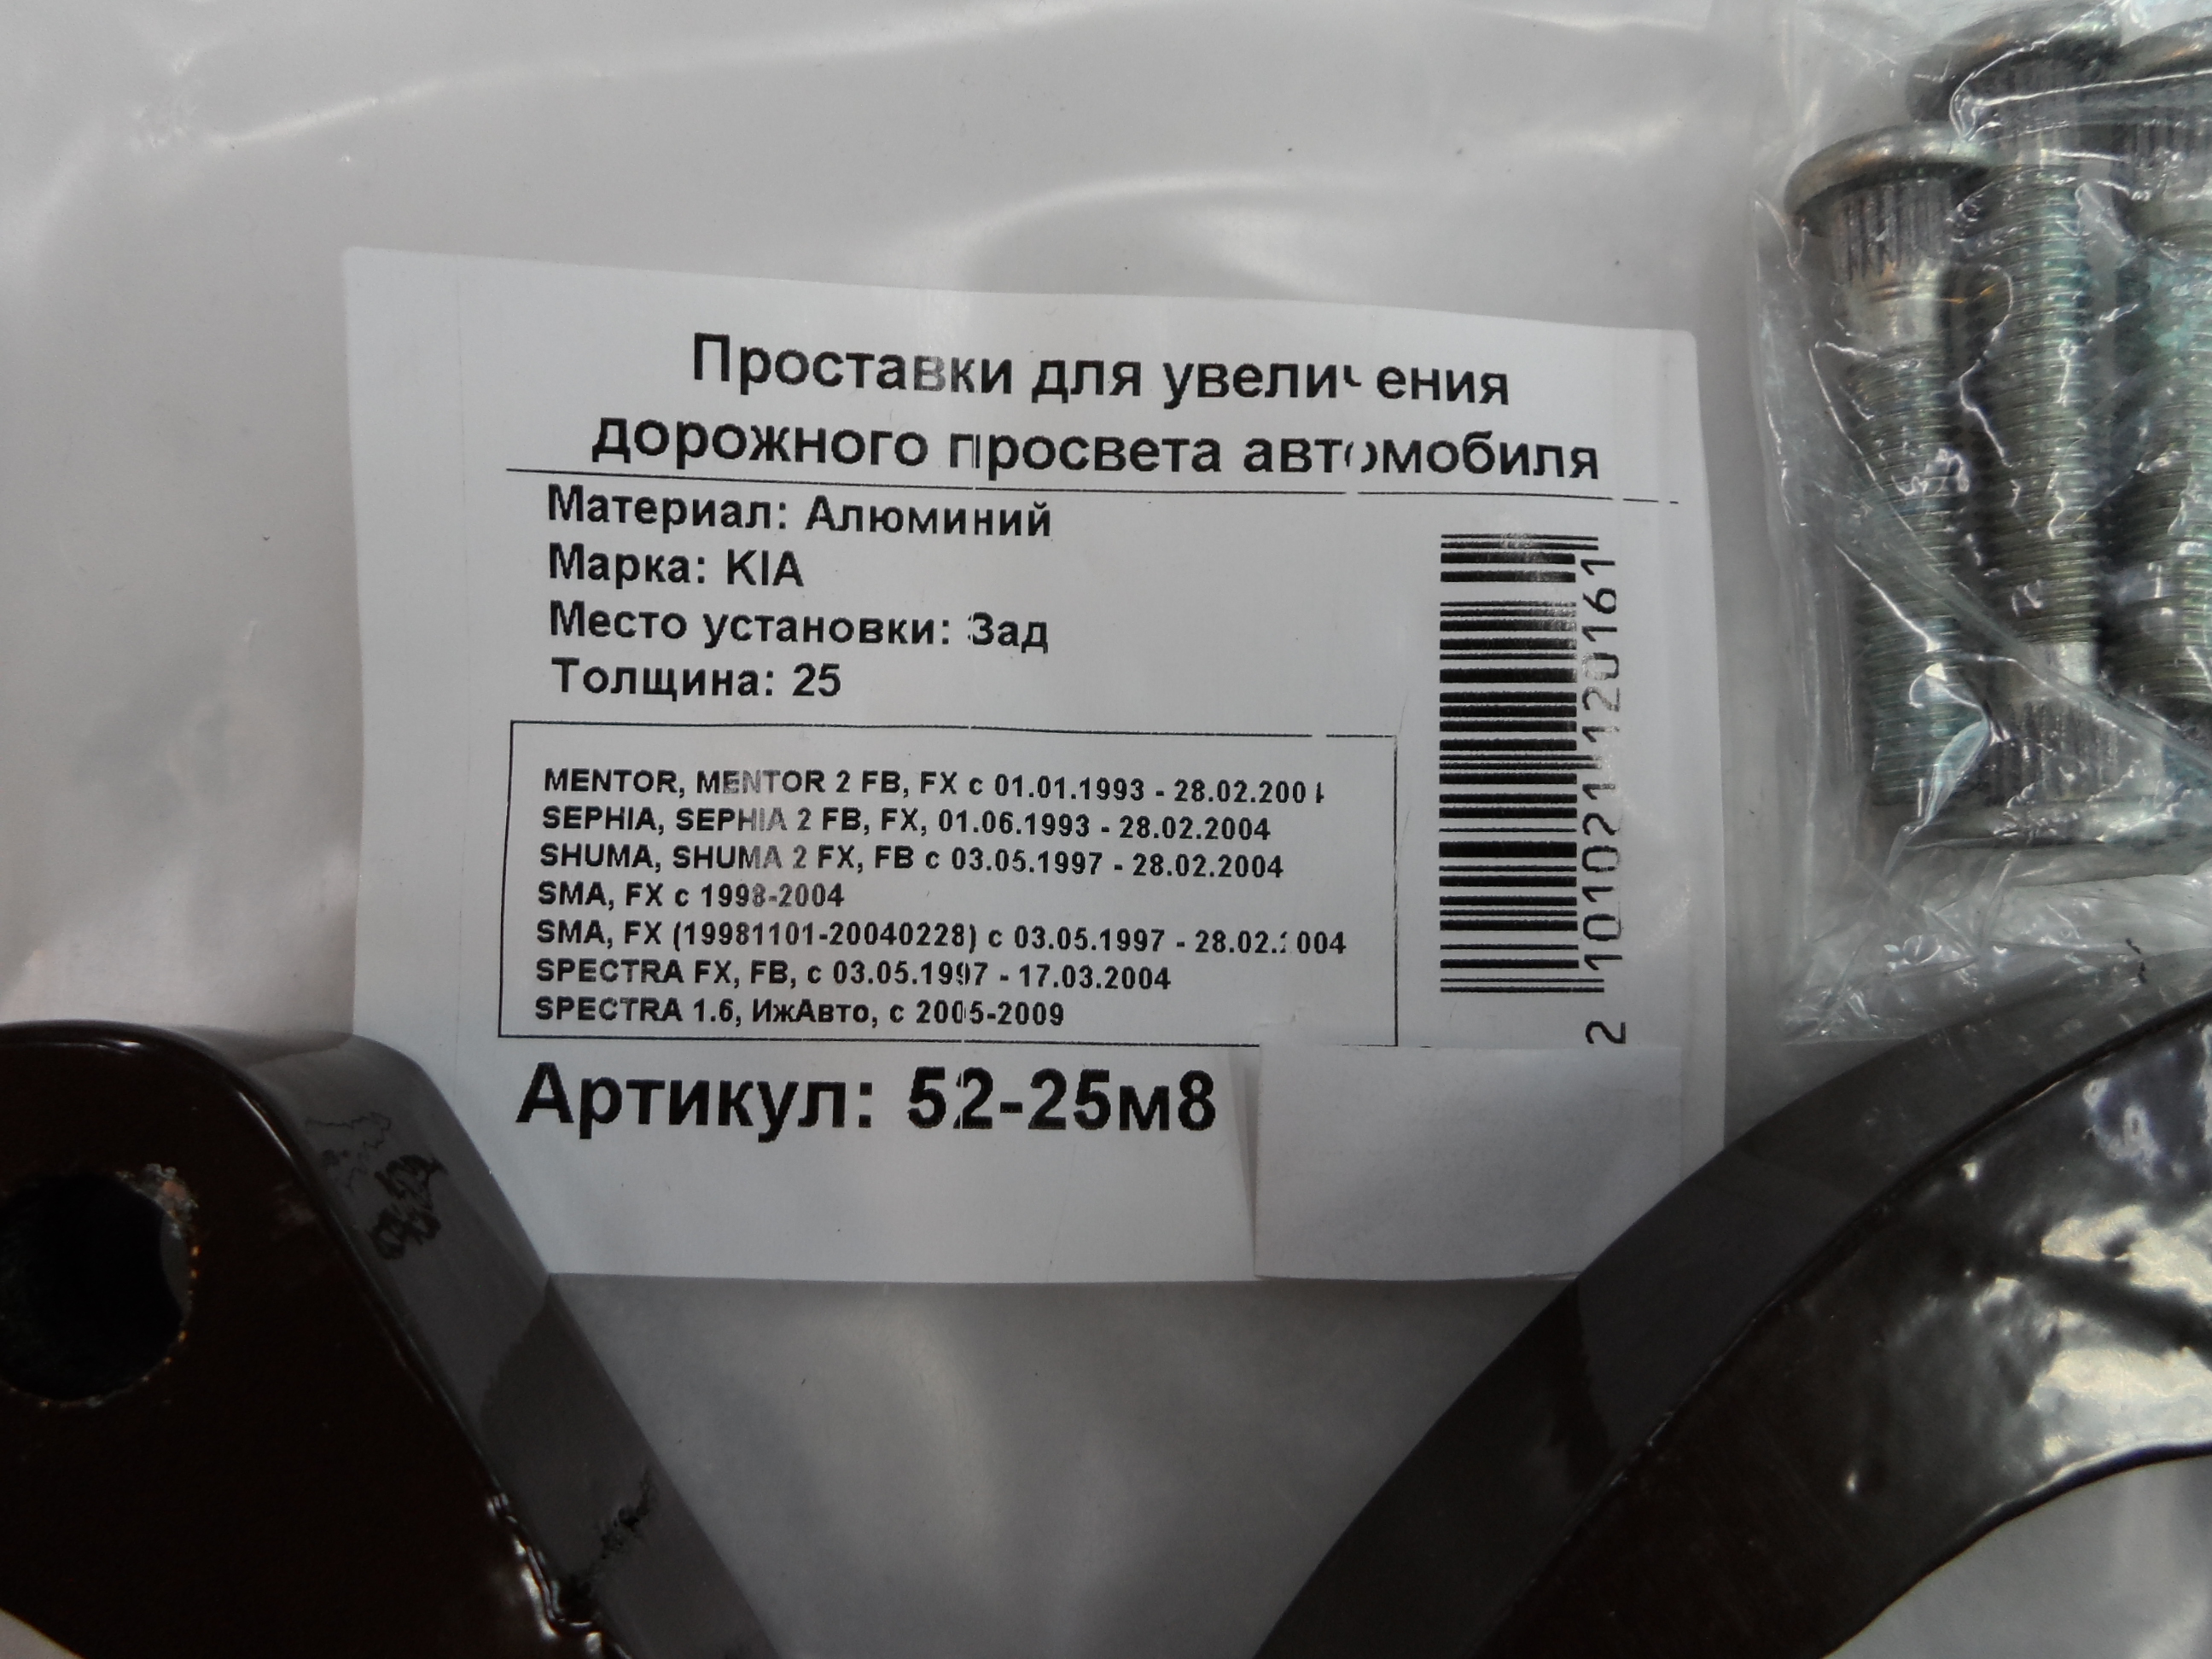 Проставки для увеличения
дорожного просвета автомобиля
Материал: Алюминий
Марка: KIA
Место установки: Зад
Толщина: 25
MENTOR, MENTOR 2 FB, FX с 01.01.1993 - 28.02.2004
SEPHIA, SEPHIA 2 FB, FX, 01.06.1993 - 28.02.2004
SHUMA, SHUMA 2 FX, FB с 03.05.1997 - 28.02.2004
SMA, FX с 1998-2004
SMA, FX (19981101-20040228) с 03.05.1997 - 28.02.2004
SPECTRA FX, FB, с 03.05.1997 - 17.03.2004
SPECTRA 1.6, ИжАвто, с 2005-2009
Артикул: 52-25м8
2 101021 120161